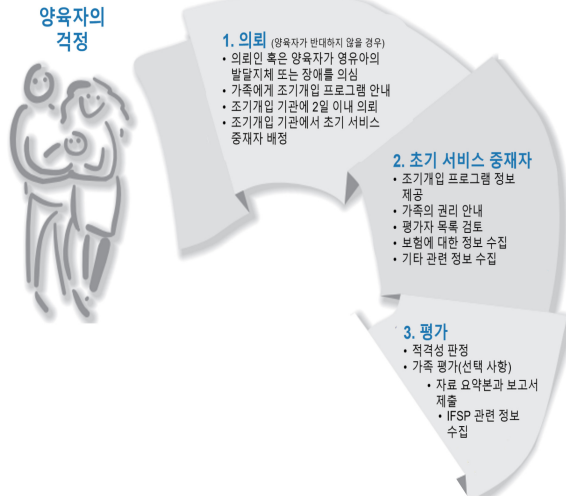 양육자의
걱정
1. 의뢰 (양육자가 반대하지 않을 경우)
• 의뢰인 혹은 양육자가 영유아의
발달지체 또는 장애를 의심
• 가족에게 조기개입 프로그램 안내
• 조기개입 기관에 2일 이내 의뢰
• 조기개입 기관에서 초기 서비스
중재자 배정
2. 초기 서비스 중재자
• 조기개입 프로그램 정보
제공
• 가족의 권리 안내
• 평가자 목록 검토
• 보험에 대한 정보 수집
• 기타 관련 정보 수집
3. 평가
• 적격성 판정
• 가족 평가(선택 사항)
• 자료 요약본과 보고서
제출
• IFSP 관련 정보
수집